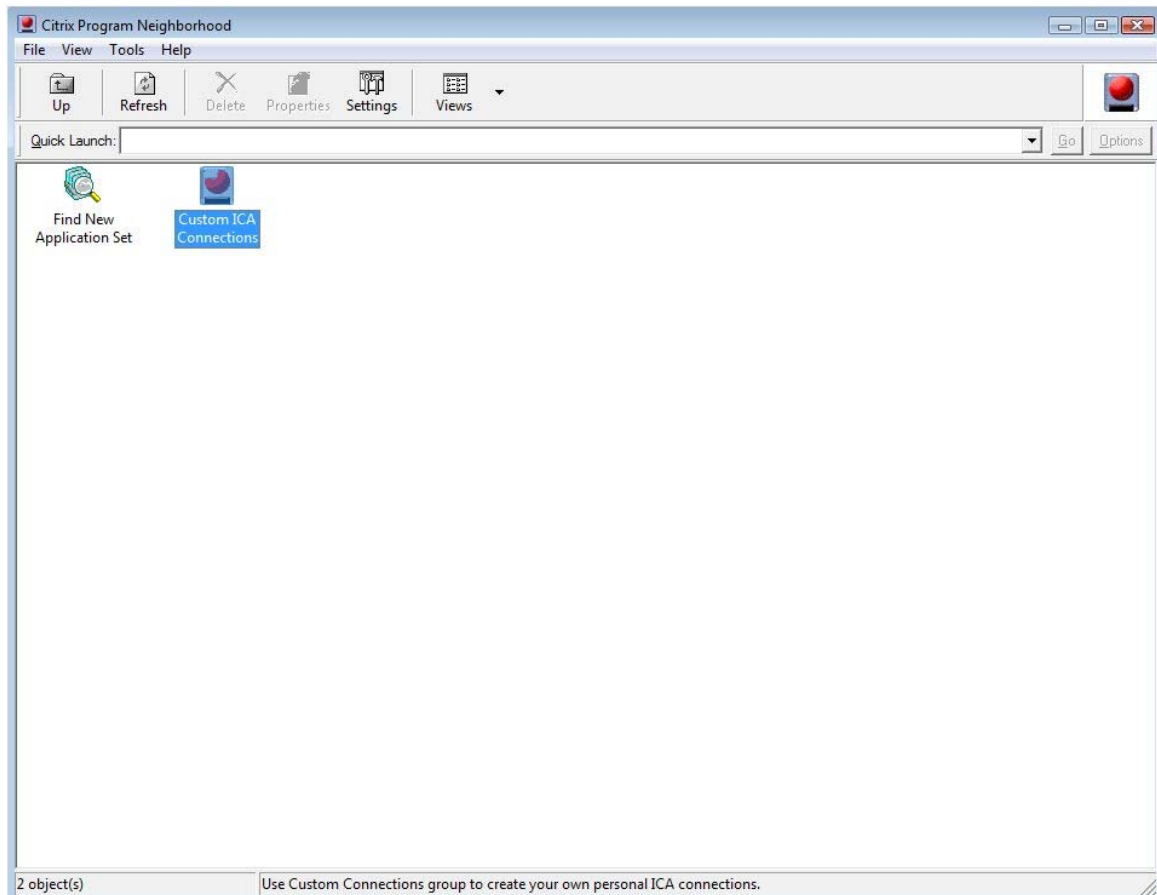 Citrix Program Neighborhood
File View Tools Help
Up Refresh Delete Properties Settings Views
Quick Launch: Go Options
Find New
Application Set
Custom ICA
Connections
2 object(s) Use Custom Connections group to create your own personal ICA connections.